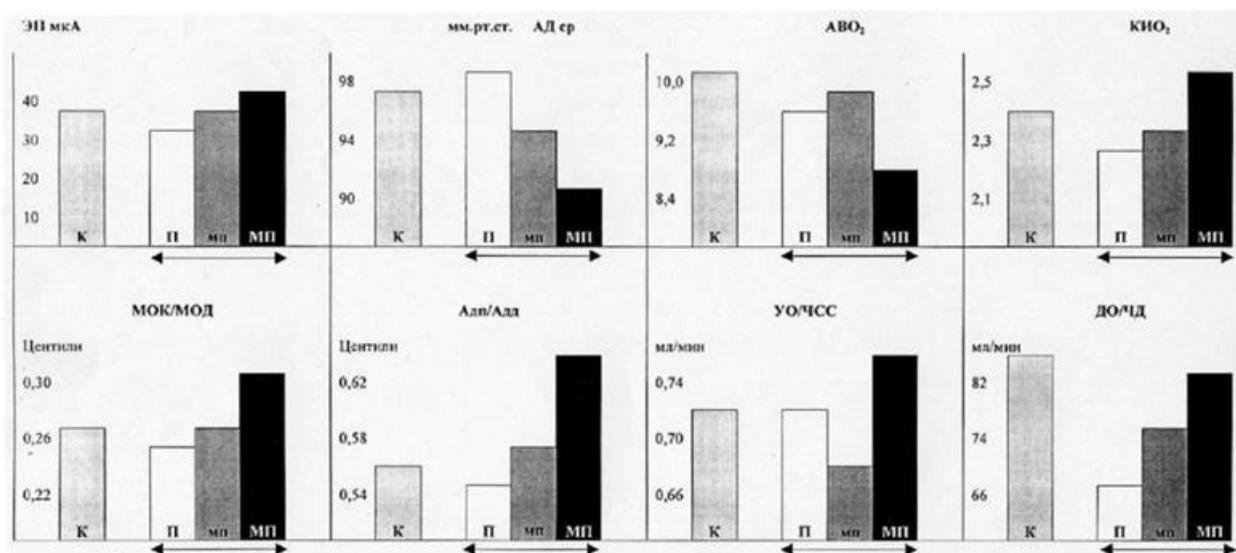 ЭП мкА
40
30
20
10
К П мп МП
мм.рт.ст. АД ср
98
94
90
К П мп МП
АВО₂
10,0
9,2
8,4
К П мп МП
КИО₂
2,5
2,3
2,1
К П мп МП
МОК/МОД
Центили
0,30
0,26
0,22
К П мп МП
Адп/Адд
Центили
0,62
0,58
0,54
К П мп МП
УО/ЧСС
мл/мин
0,74
0,70
0,66
К П мп МП
ДО/ЧД
мл/мин
82
74
66
К П мп МП